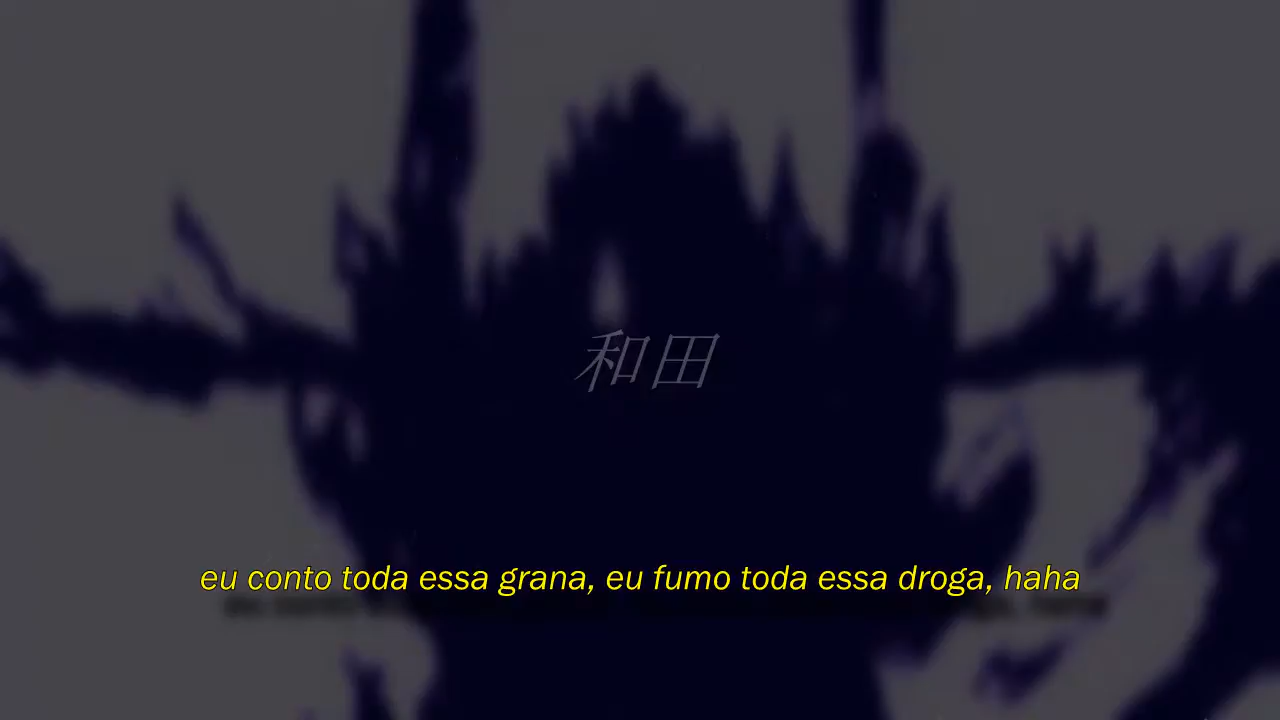 和田
eu conto toda essa grana, eu fumo toda essa droga, haha